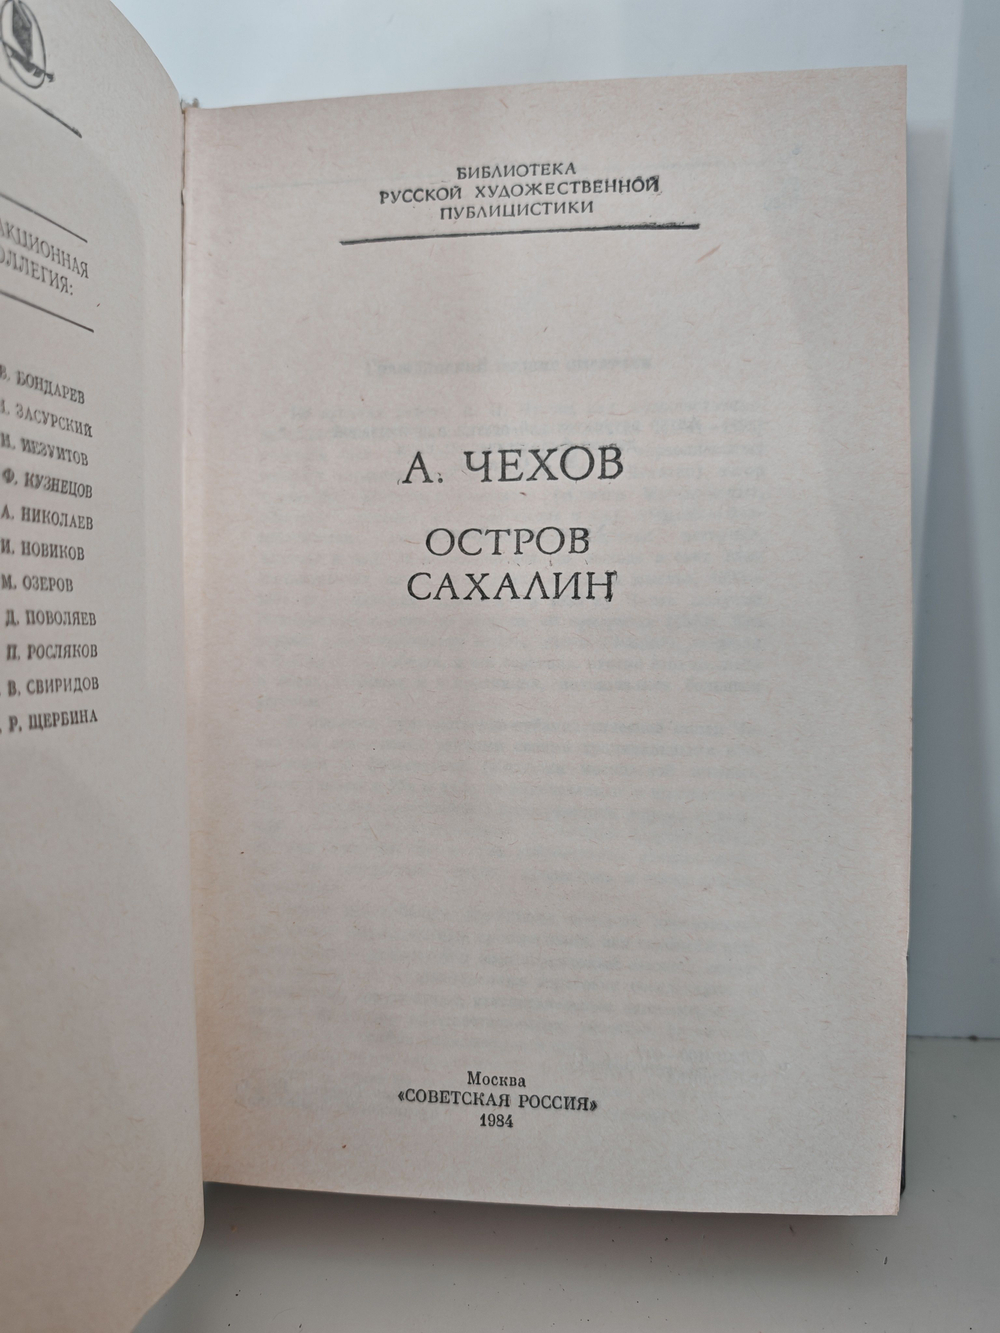 АКЦИОННАЯ
ОЛЛЕГИЯ:
В. БОНДАРЕВ
ЗАСУРСКИЙ
И. ИЕЗУИТОВ
Ф. КУЗНЕЦОВ
А. НИКОЛАЕВ
И. НОВИКОВ
М. ОЗЕРОВ
Д. ПОВОЛЯЕВ
П. РОСЛЯКОВ
В. СВИРИДОВ
Р. ЩЕРБИНА
БИБЛИОТЕКА
РУССКОЙ ХУДОЖЕСТВЕННОЙ
ПУБЛИЦИСТИКИ
А. ЧЕХОВ
ОСТРОВ
САХАЛИН
Москва
«СОВЕТСКАЯ РОССИЯ»
1984